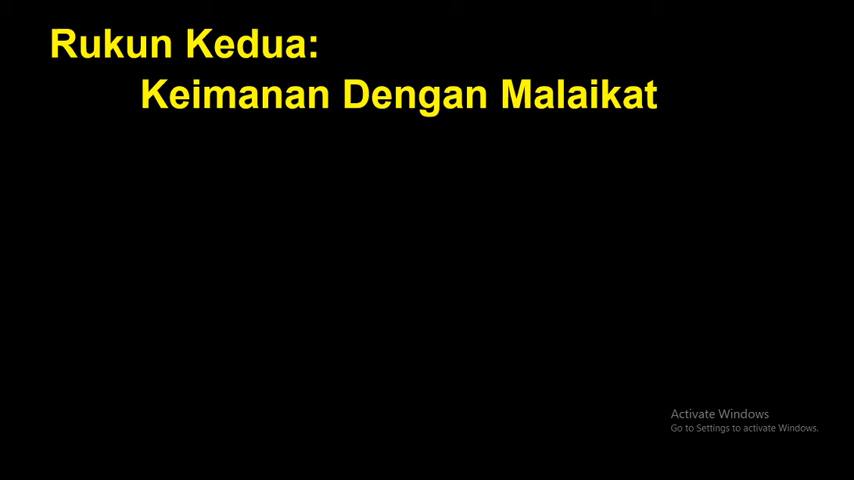 Rukun Kedua:
Keimanan Dengan Malaikat
Activate Windows
Go to Settings to activate Windows.